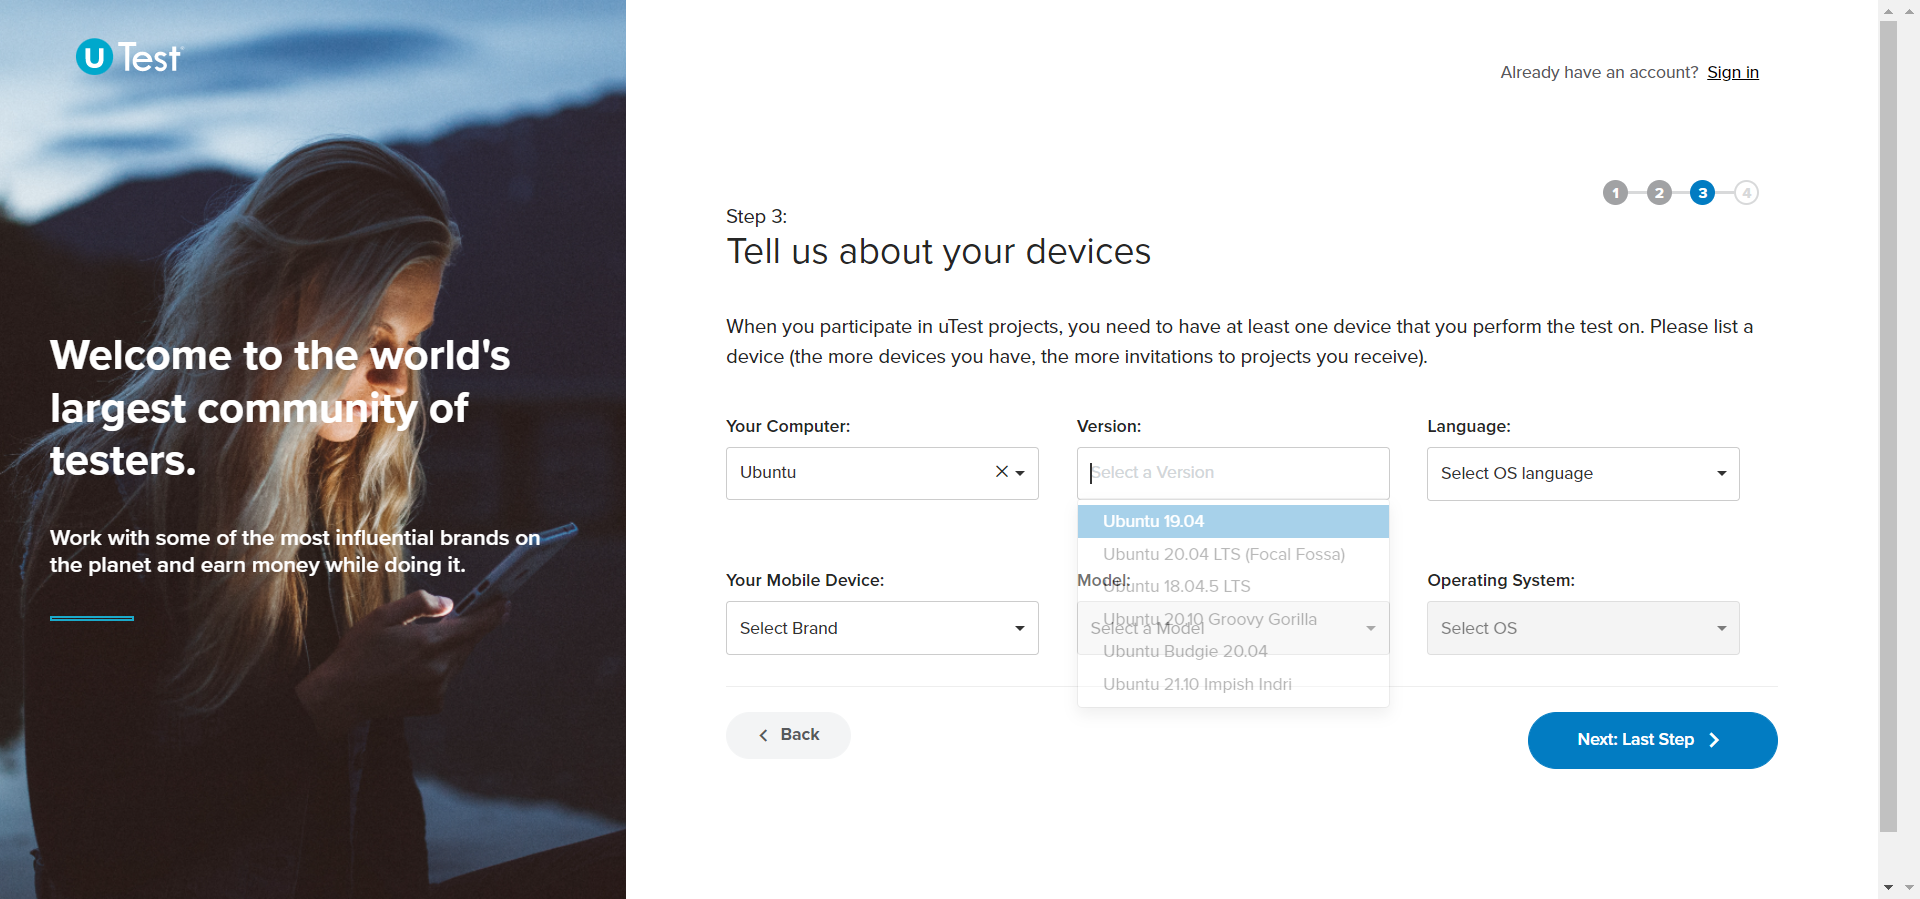 U Test
Already have an account? Sign in
1 2 3 4
Step 3:
Tell us about your devices
When you participate in uTest projects, you need to have at least one device that you perform the test on. Please list a
device (the more devices you have, the more invitations to projects you receive).
Welcome to the world's
largest community of
testers.
Work with some of the most influential brands on
the planet and earn money while doing it.
Your Computer:
Ubuntu
Version:
Select a Version
Language:
Select OS language
Ubuntu 19.04
Ubuntu 20.04 LTS (Focal Fossa)
Ubuntu 18.04.5 LTS
Ubuntu 20.10 Groovy Gorilla
Ubuntu Budgie 20.04
Ubuntu 21.10 Impish Indri
Your Mobile Device:
Select Brand
Model:
Select a Model
Operating System:
Select OS
Back
Next: Last Step